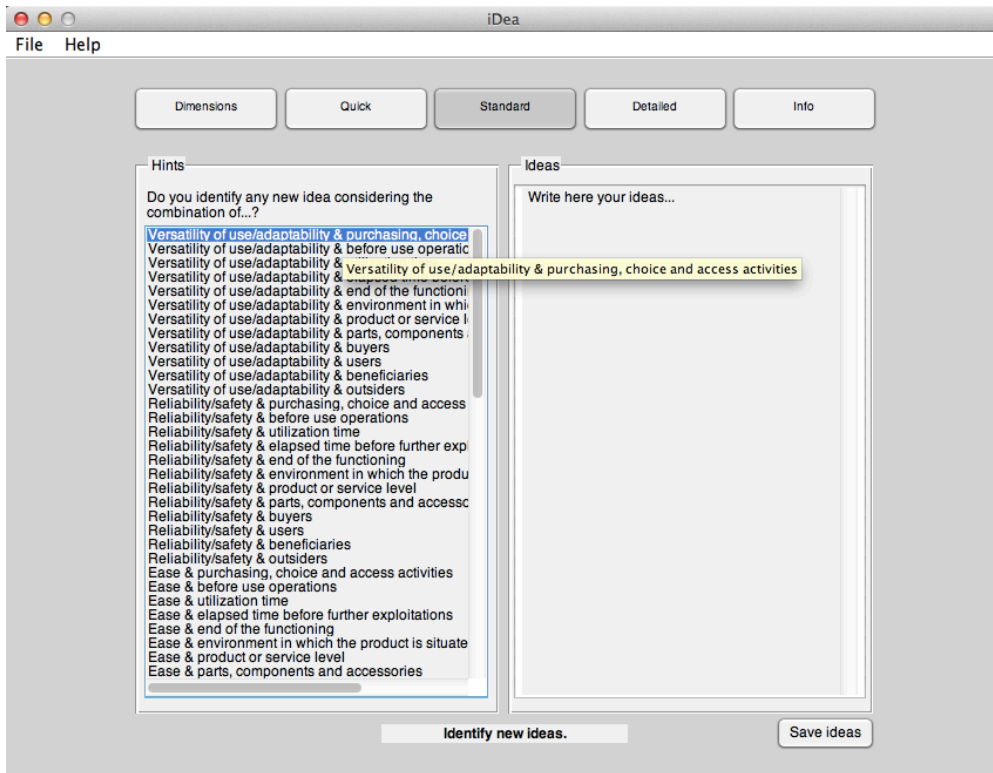 iDea
File Help
Dimensions Quick Standard Detailed Info
Hints
Do you identify any new idea considering the
combination of...?
Versatility of use/adaptability & purchasing, choice
Versatility of use/adaptability & before use operatic
Versatility of use/adaptability &
Versatility of use/adaptability &
Versatility of use/adaptability & end of the functioni
Versatility of use/adaptability & environment in whi
Versatility of use/adaptability & product or service l
Versatility of use/adaptability & parts, components
Versatility of use/adaptability & buyers
Versatility of use/adaptability & users
Versatility of use/adaptability & beneficiaries
Versatility of use/adaptability & outsiders
Reliability/safety & purchasing, choice and access
Reliability/safety & before use operations
Reliability/safety & utilization time
Reliability/safety & elapsed time before further expl
Reliability/safety & end of the functioning
Reliability/safety & environment in which the produ
Reliability/safety & product or service level
Reliability/safety & parts, components and accesso
Reliability/safety & buyers
Reliability/safety & users
Reliability/safety & beneficiaries
Reliability/safety & outsiders
Ease & purchasing, choice and access activities
Ease & before use operations
Ease & utilization time
Ease & elapsed time before further exploitations
Ease & end of the functioning
Ease & environment in which the product is situate
Ease & product or service level
Ease & parts, components and accessories
Versatility of use/adaptability & purchasing, choice and access activities
Ideas
Write here your ideas...
Identify new ideas.
Save ideas